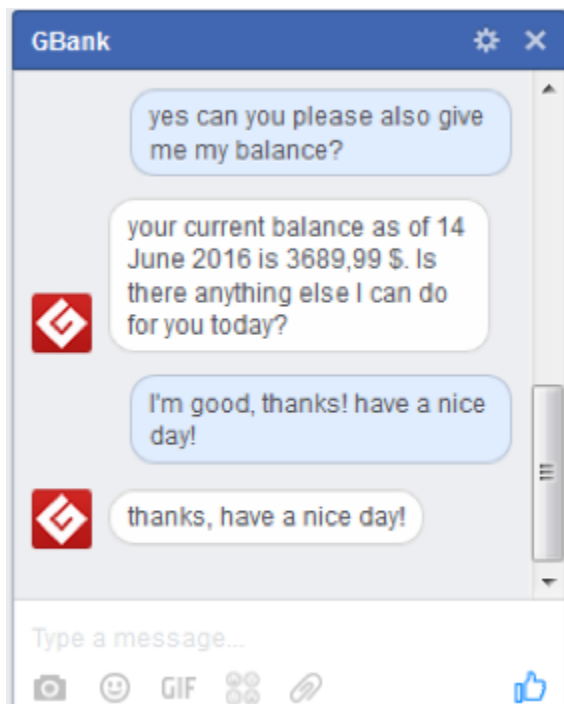 GBank
yes can you please also give
me my balance?
your current balance as of 14
June 2016 is 3689,99 $. Is
there anything else I can do
for you today?
I'm good, thanks! have a nice
day!
thanks, have a nice day!
Type a message...
GIF